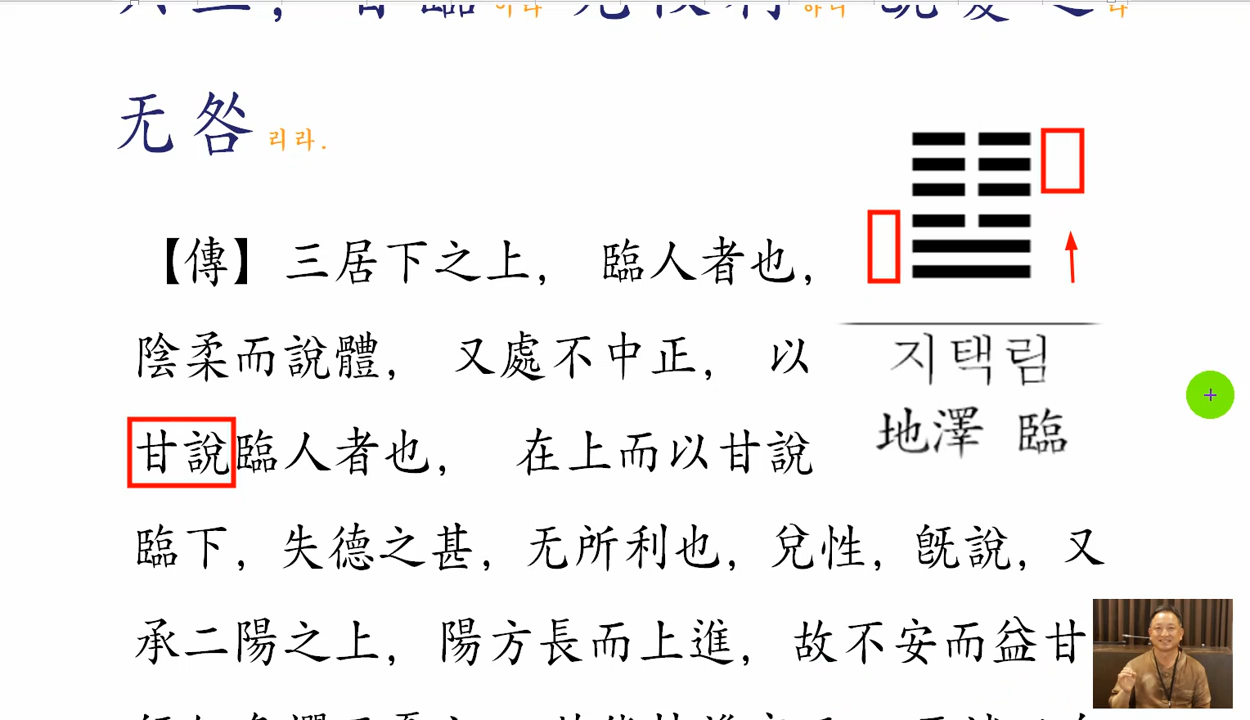 无咎리라.
【傳】 三居下之上, 臨人者也,
陰柔而說體, 又處不中正, 以
甘說臨人者也, 在上而以甘說
臨下, 失德之甚, 无所利也, 兌性, 旣說, 又
承二陽之上, 陽方長而上進, 故不安而益甘
지택림
地澤 臨